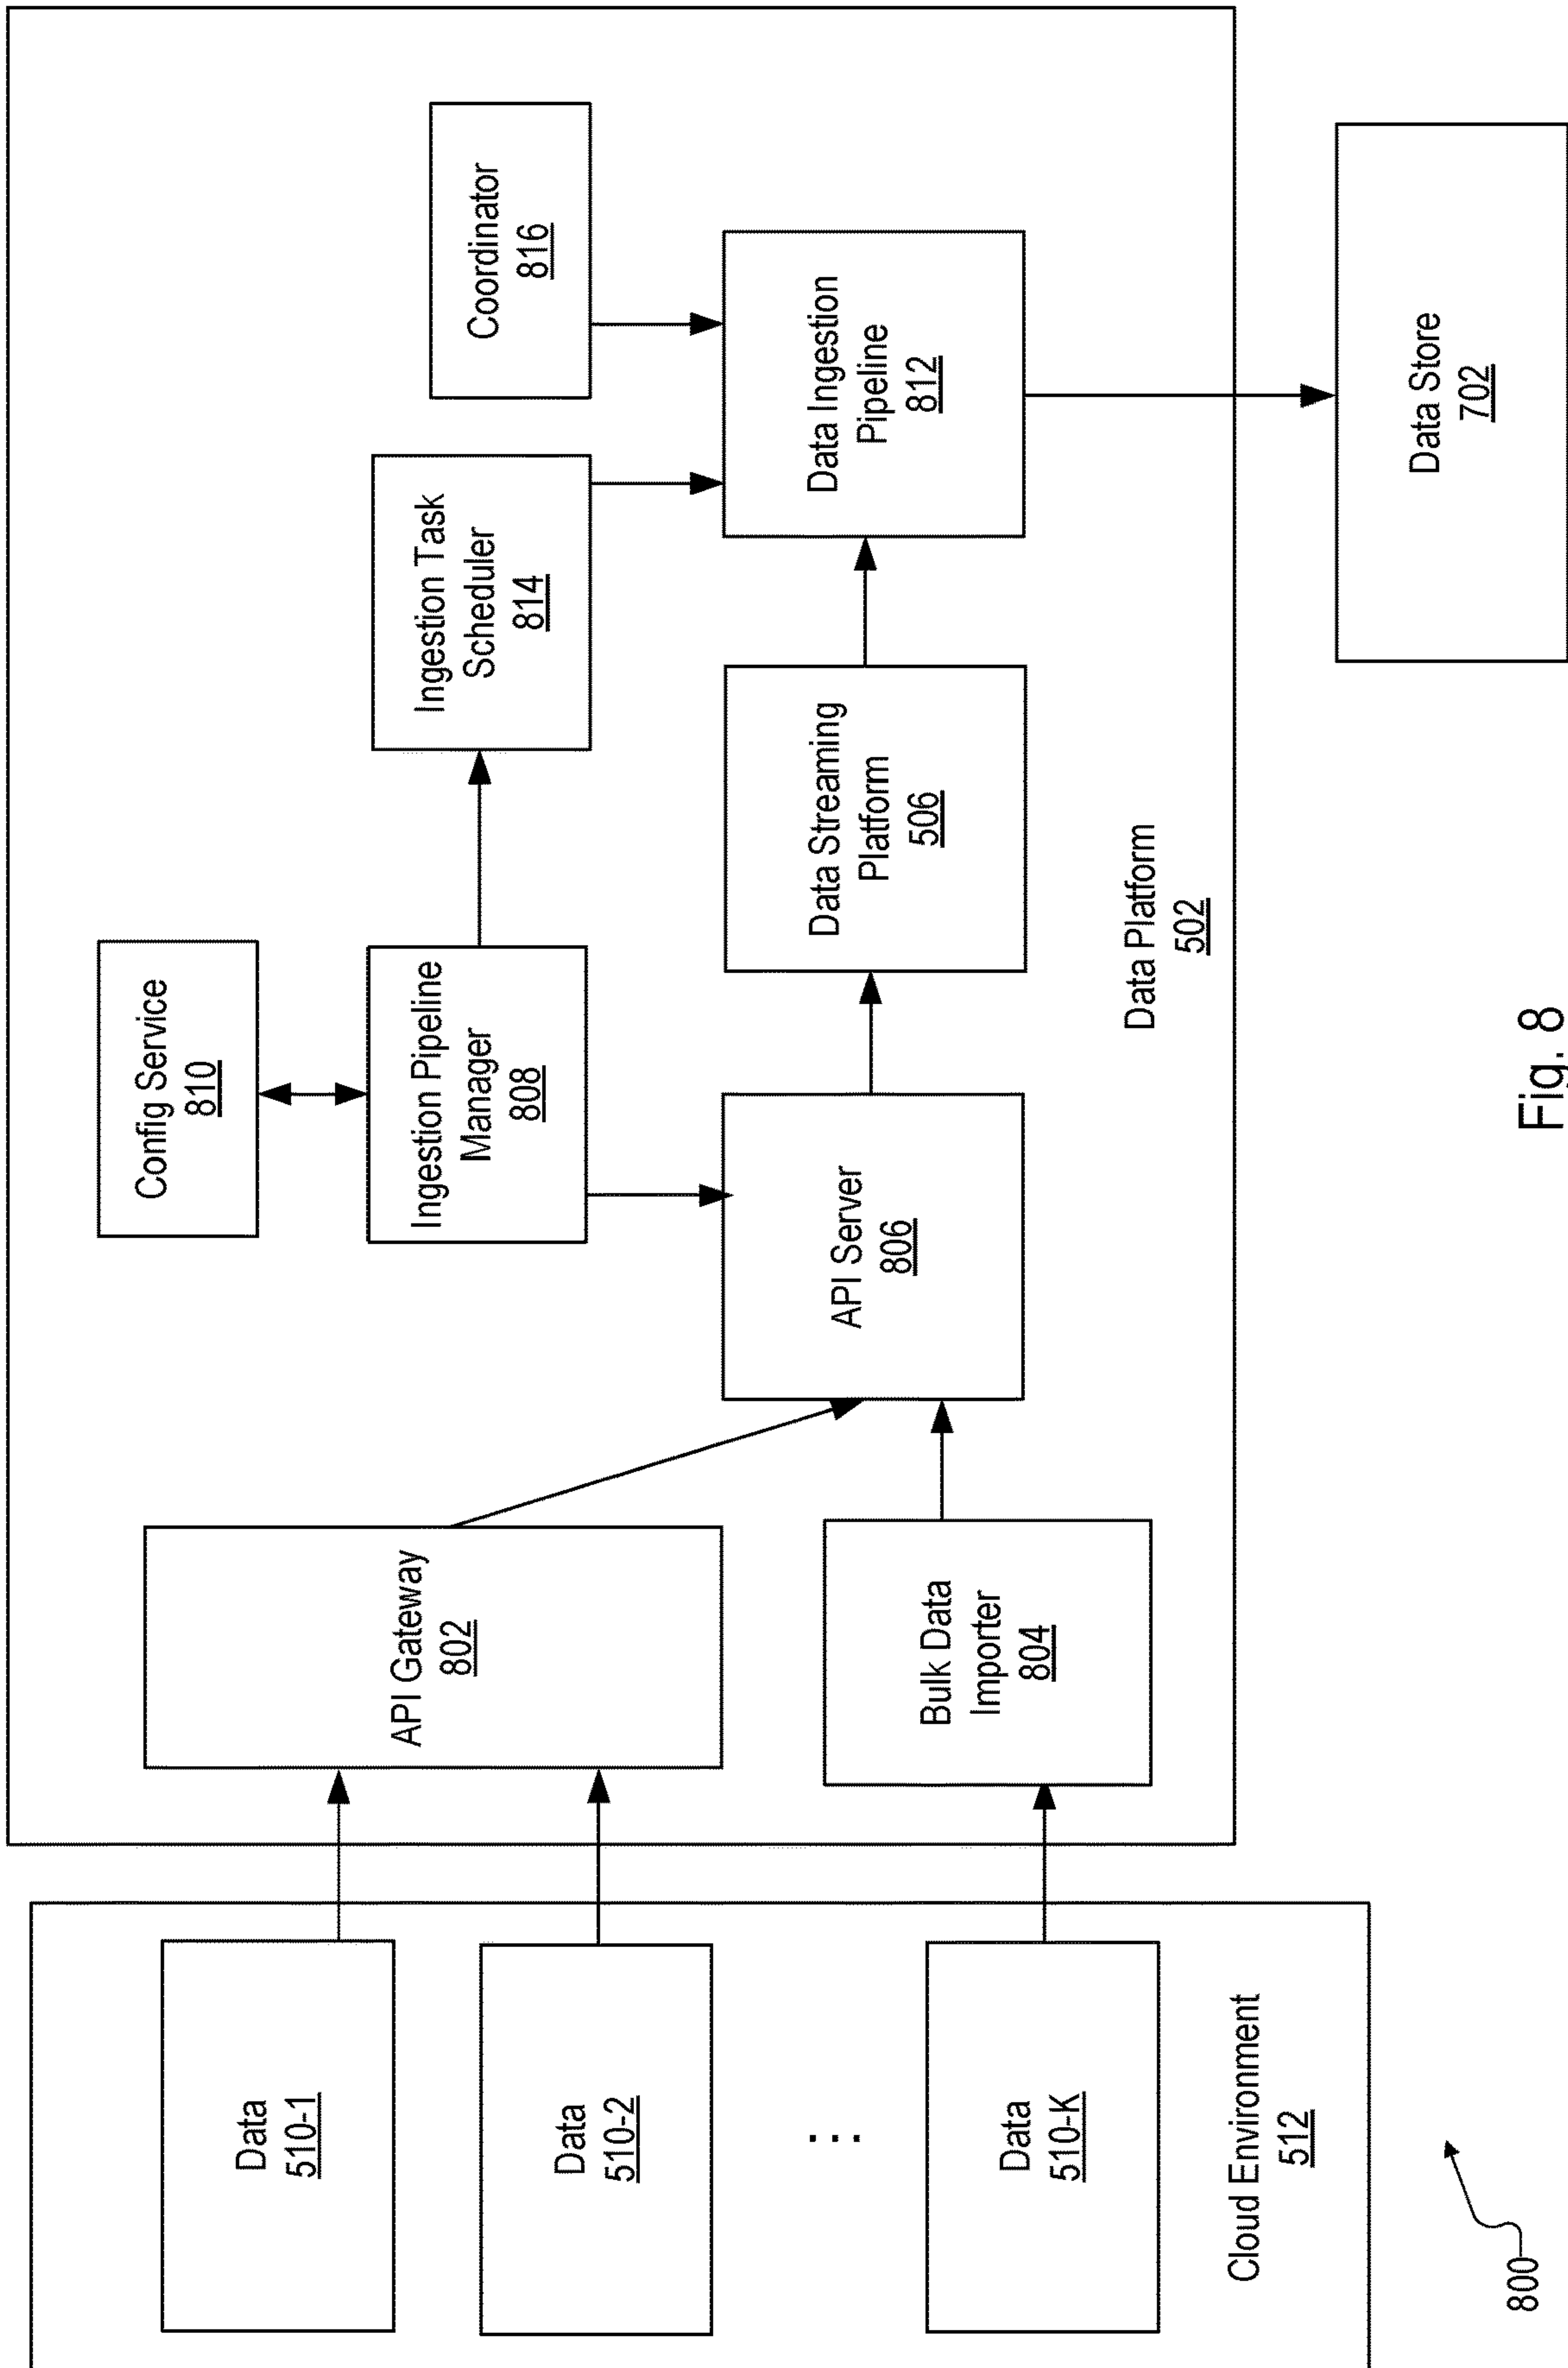 Data
510-1
Data
510-2
...
Data
510-K
Cloud Environment
512
API Gateway
802
Bulk Data
Importer
804
Config Service
810
Ingestion Pipeline
Manager
808
API Server
806
Ingestion Task
Scheduler
814
Data Streaming
Platform
506
Coordinator
816
Data Ingestion
Pipeline
812
Data Platform
502
Data Store
702
800
Fig. 8